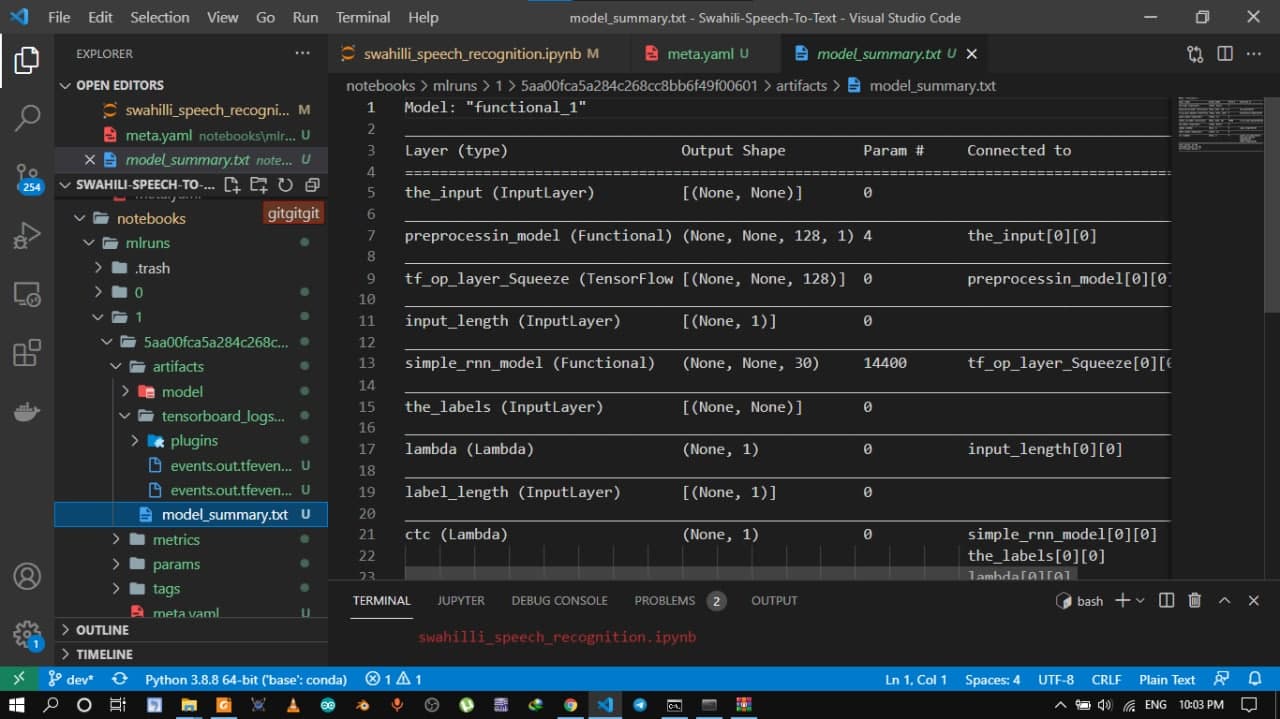 File Edit Selection View Go Run Terminal Help model_summary.txt - Swahili-Speech-To-Text - Visual Studio Code
EXPLORER
OPEN EDITORS
swahilli_speech_recogni... M
meta.yaml notebooks\mlr... U
model_summary.txt note... U
SWAHILI-SPEECH-TO-...
notebooks
gitgitgit
mlruns
.trash
0
1
5aa00fca5a284c268c...
artifacts
model
tensorboard_logs...
plugins
events.out.tfeven... U
events.out.tfeven... U
model_summary.txt U
metrics
params
tags
meta.yaml U
OUTLINE
TIMELINE
254
1
swahilli_speech_recognition.ipynb M
meta.yaml U
model_summary.txt U
notebooks > mlruns > 1 > 5aa00fca5a284c268cc8bb6f49f00601 > artifacts > model_summary.txt
1 Model: "functional_1"
2
3 Layer (type) Output Shape Param # Connected to
4
5 the_input (InputLayer) [(None, None)] 0
6
7 preprocessin_model (Functional) (None, None, 128, 1) 4 the_input[0][0]
8
9 tf_op_layer_Squeeze (TensorFlow [(None, None, 128)] 0 preprocessin_model[0][0]
10
11 input_length (InputLayer) [(None, 1)] 0
12
13 simple_rnn_model (Functional) (None, None, 30) 14400 tf_op_layer_Squeeze[0][0
14
15 the_labels (InputLayer) [(None, None)] 0
16
17 lambda (Lambda) (None, 1) 0 input_length[0][0]
18
19 label_length (InputLayer) [(None, 1)] 0
20
21 ctc (Lambda) (None, 1) 0 simple_rnn_model[0][0]
22 the_labels[0][0]
23 lambda[0][0]
TERMINAL JUPYTER DEBUG CONSOLE PROBLEMS 2 OUTPUT
bash
swahilli_speech_recognition.ipynb
dev* Python 3.8.8 64-bit ('base': conda) 1 1 Ln 1, Col 1 Spaces: 4 UTF-8 CRLF Plain Text
ENG 10:03 PM